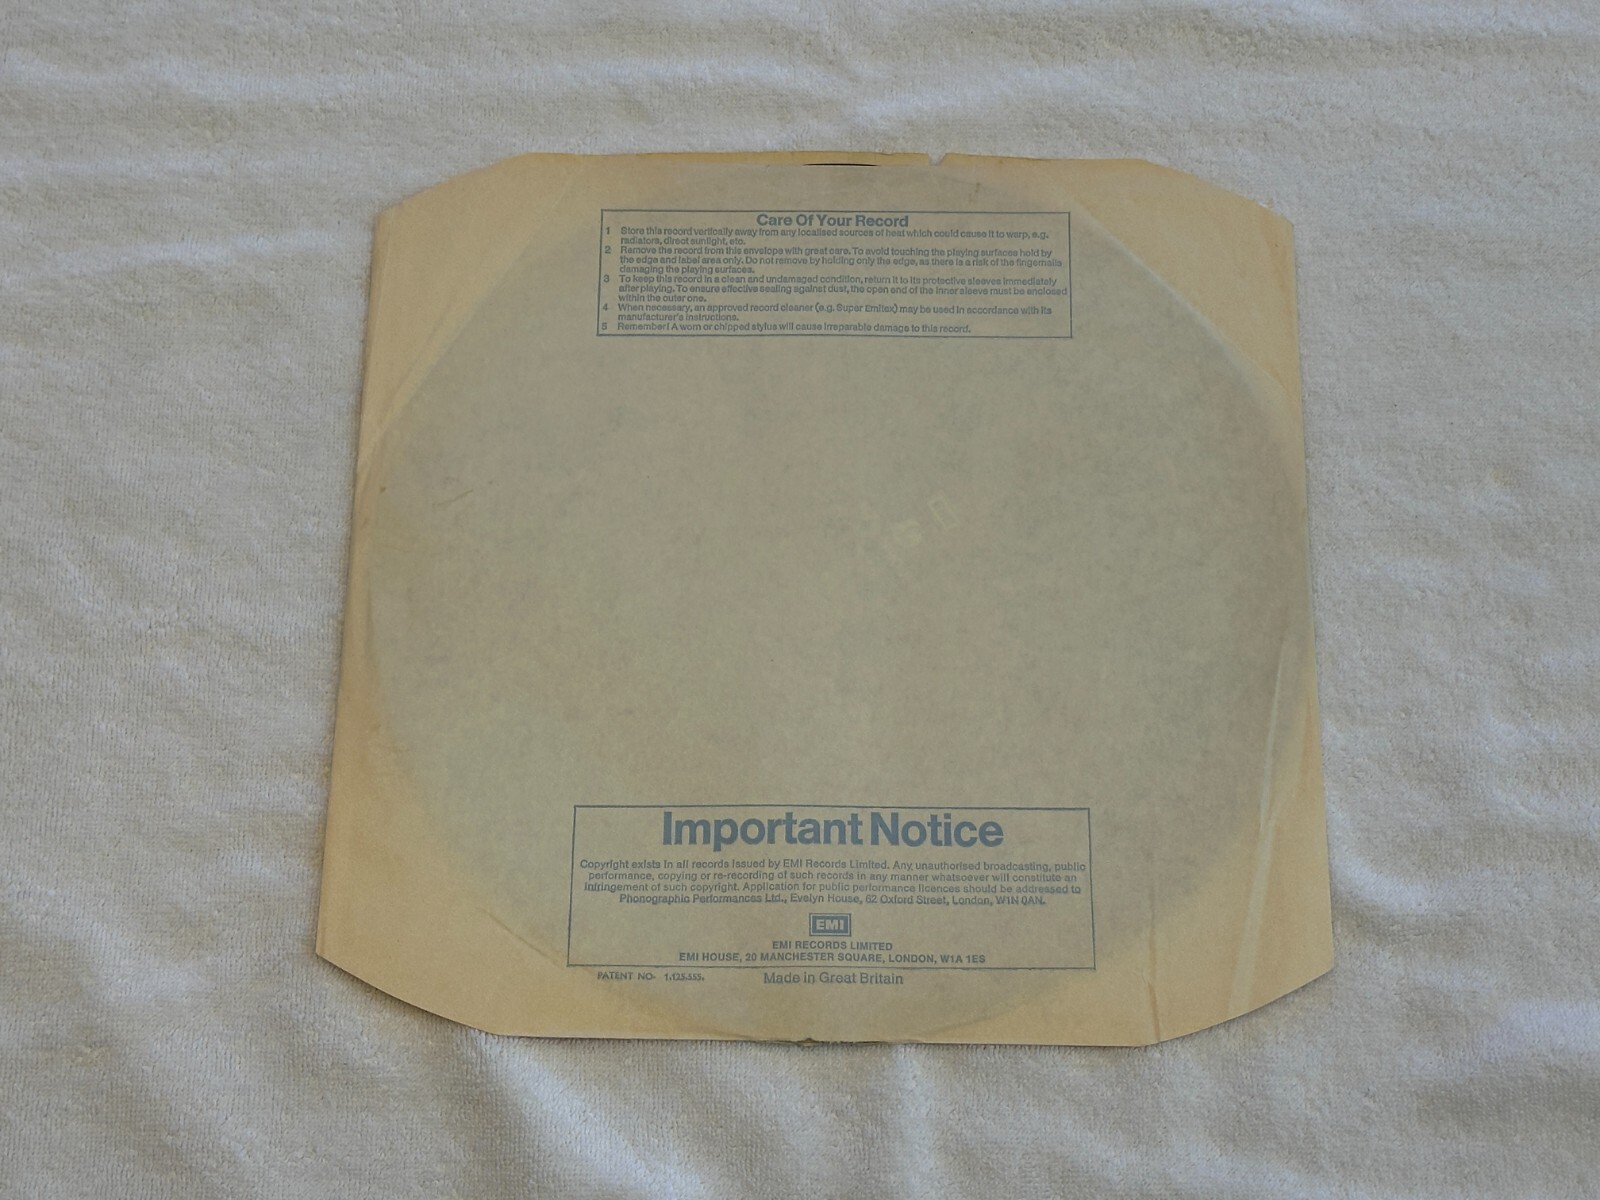 Care Of Your Record
1 Store this record vertically away from any localised sources of heat which could cause it to warp, e.g.
radiators, direct sunlight, etc.
2 Remove the record from this envelope with great care. To avoid touching the playing surfaces hold by
the edge and label area only. Do not remove by holding only the edge, as there is a risk of the fingernails
damaging the playing surfaces.
3 To keep this record in a clean and undamaged condition, return it to its protective sleeves immediately
after playing. To ensure effective sealing against dust, the open end of the inner sleeve must be enclosed
within the outer one.
4 When necessary, an approved record cleaner (e.g. Super Emitex) may be used in accordance with its
manufacturer's instructions.
5 Remember! A worn or chipped stylus will cause irreparable damage to this record.
Important Notice
Copyright exists in all records issued by EMI Records Limited. Any unauthorised broadcasting, public
performance, copying or re-recording of such records in any manner whatsoever will constitute an
infringement of such copyright. Application for public performance licences should be addressed to
Phonographic Performances Ltd., Evelyn House, 62 Oxford Street, London, W1N 0AN.
EMI
EMI RECORDS LIMITED
EMI HOUSE, 20 MANCHESTER SQUARE, LONDON, W1A 1ES
PATENT NO. 1,125,555. Made in Great Britain